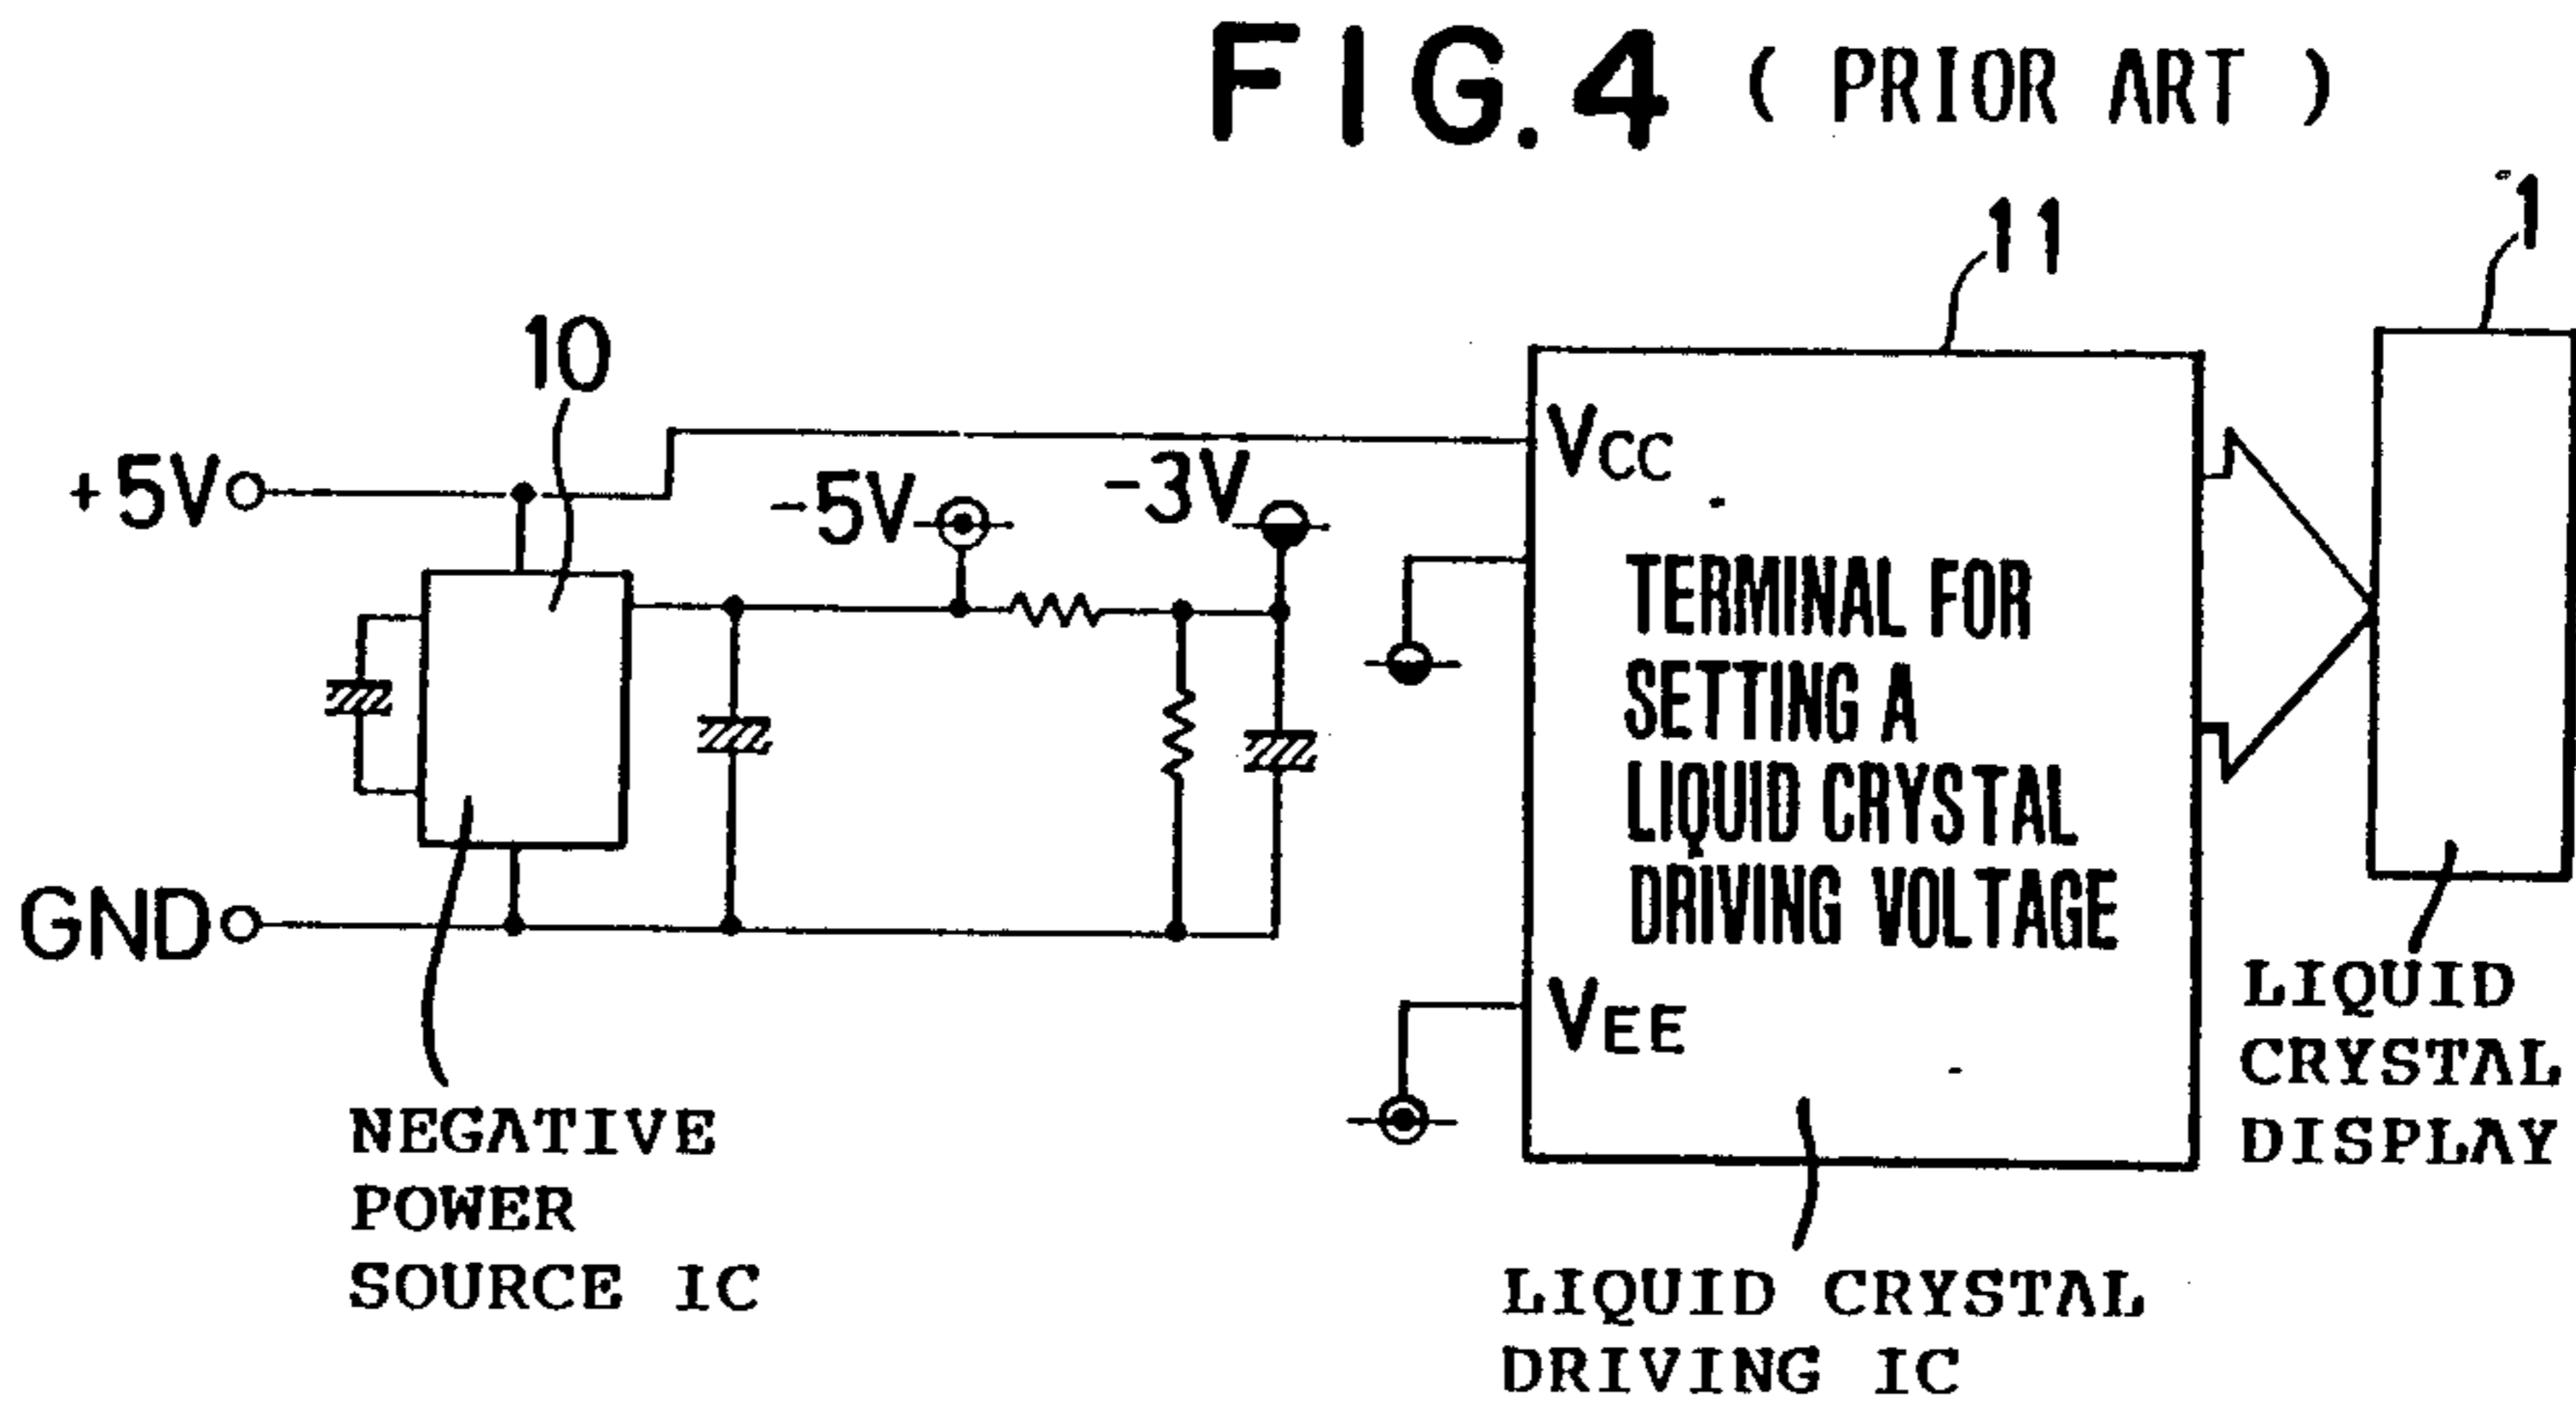 FIG. 4 ( PRIOR ART )
11
1
10
+5V
-5V
-3V
VCC
TERMINAL FOR
SETTING A
LIQUID CRYSTAL
DRIVING VOLTAGE
GND
VEE
LIQUID
CRYSTAL
DISPLAY
NEGATIVE
POWER
SOURCE IC
LIQUID CRYSTAL
DRIVING IC